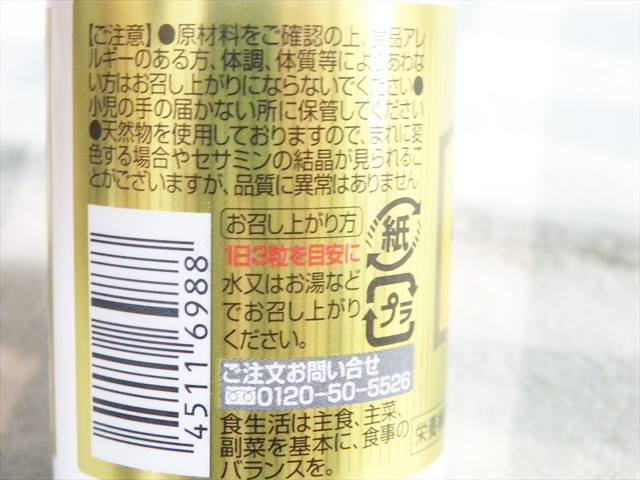 【ご注意】●原材料をご確認の上、食品アレ
ルギーのある方、体調、体質等によりあわな
い方はお召し上がりにならないでください●
小児の手の届かない所に保管してください
●天然物を使用しておりますので、まれに変
色する場合やセサミンの結晶が見られるこ
とがございますが、品質に異常はありません
お召し上がり方
1日3粒を目安に
水又はお湯など
でお召し上がり
ください。
紙
プラ
ご注文お問い合せ
0120-50-5526
食生活は主食、主菜、
副菜を基本に、食事の
バランスを。
栄養
4511 6988